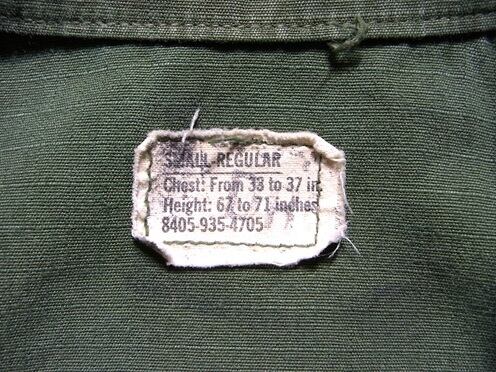 SMALL-REGULAR
Chest: From 33 to 37 in.
Height: 67 to 71 inches
8405-935-4705